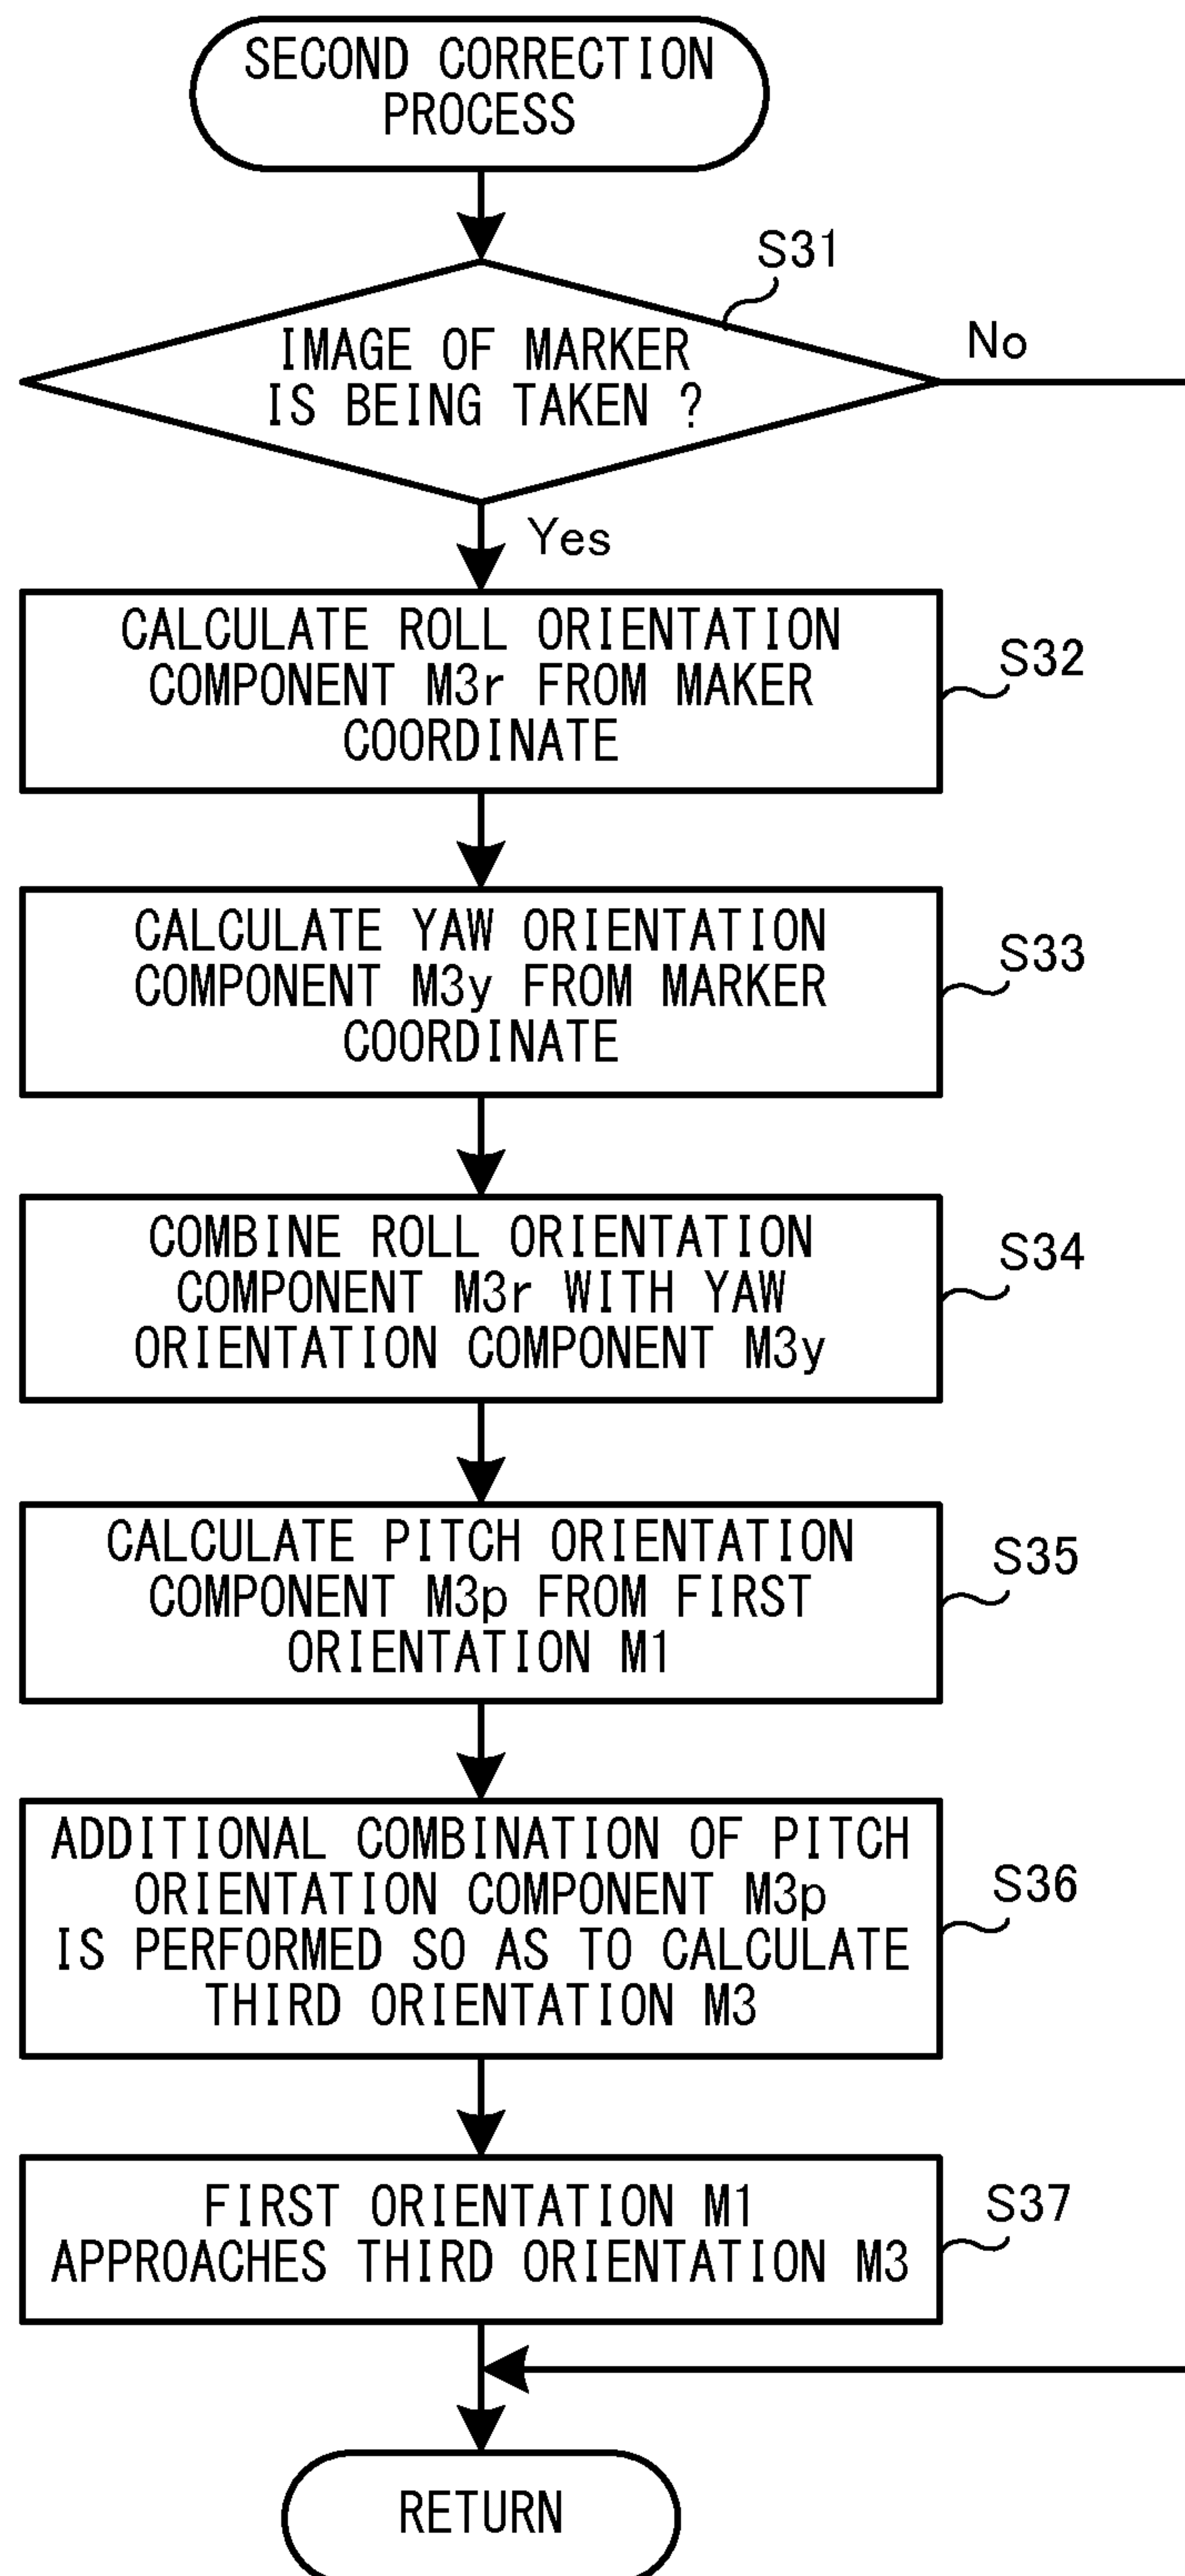 SECOND CORRECTION
PROCESS
S31
IMAGE OF MARKER
IS BEING TAKEN ?
No
Yes
CALCULATE ROLL ORIENTATION
COMPONENT M3r FROM MAKER
COORDINATE
S32
CALCULATE YAW ORIENTATION
COMPONENT M3y FROM MARKER
COORDINATE
S33
COMBINE ROLL ORIENTATION
COMPONENT M3r WITH YAW
ORIENTATION COMPONENT M3y
S34
CALCULATE PITCH ORIENTATION
COMPONENT M3p FROM FIRST
ORIENTATION M1
S35
ADDITIONAL COMBINATION OF PITCH
ORIENTATION COMPONENT M3p
IS PERFORMED SO AS TO CALCULATE
THIRD ORIENTATION M3
S36
FIRST ORIENTATION M1
APPROACHES THIRD ORIENTATION M3
S37
RETURN